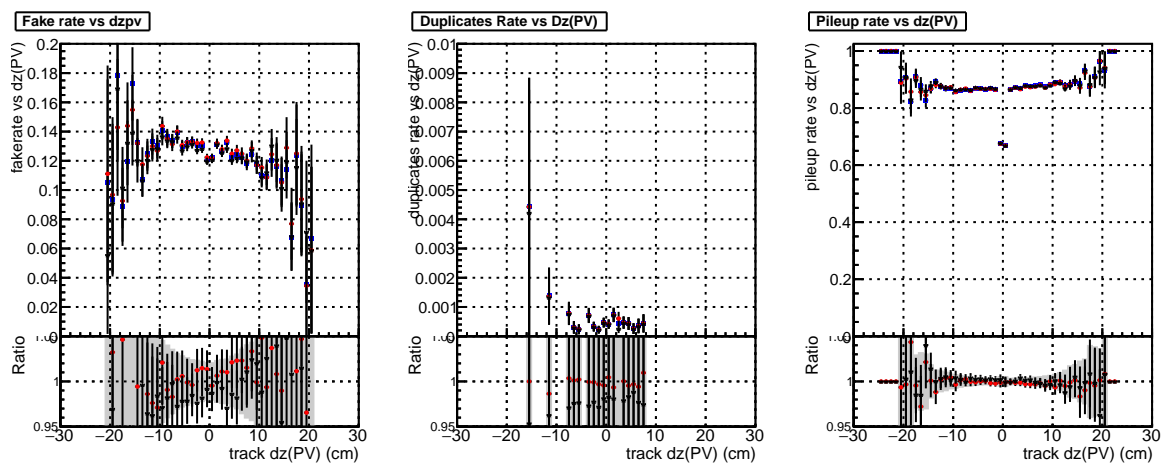 Fake rate vs dzpv
fakerate vs dz(PV)
0.2
0.18
0.16
0.14
0.12
0.1
0.08
0.06
0.04
0.02
0
Ratio
1
0.95
−30 −20 −10 0 10 20 30
track dz(PV) (cm)
Duplicates Rate vs Dz(PV)
duplicates rate vs dz(PV)
0.01
0.009
0.008
0.007
0.006
0.005
0.004
0.003
0.002
0.001
0
Ratio
1
0.95
−30 −20 −10 0 10 20 30
track dz(PV) (cm)
Pileup rate vs dz(PV)
pileup rate vs dz(PV)
1
0.8
0.6
0.4
0.2
0
Ratio
1
0.95
−30 −20 −10 0 10 20 30
track dz(PV) (cm)